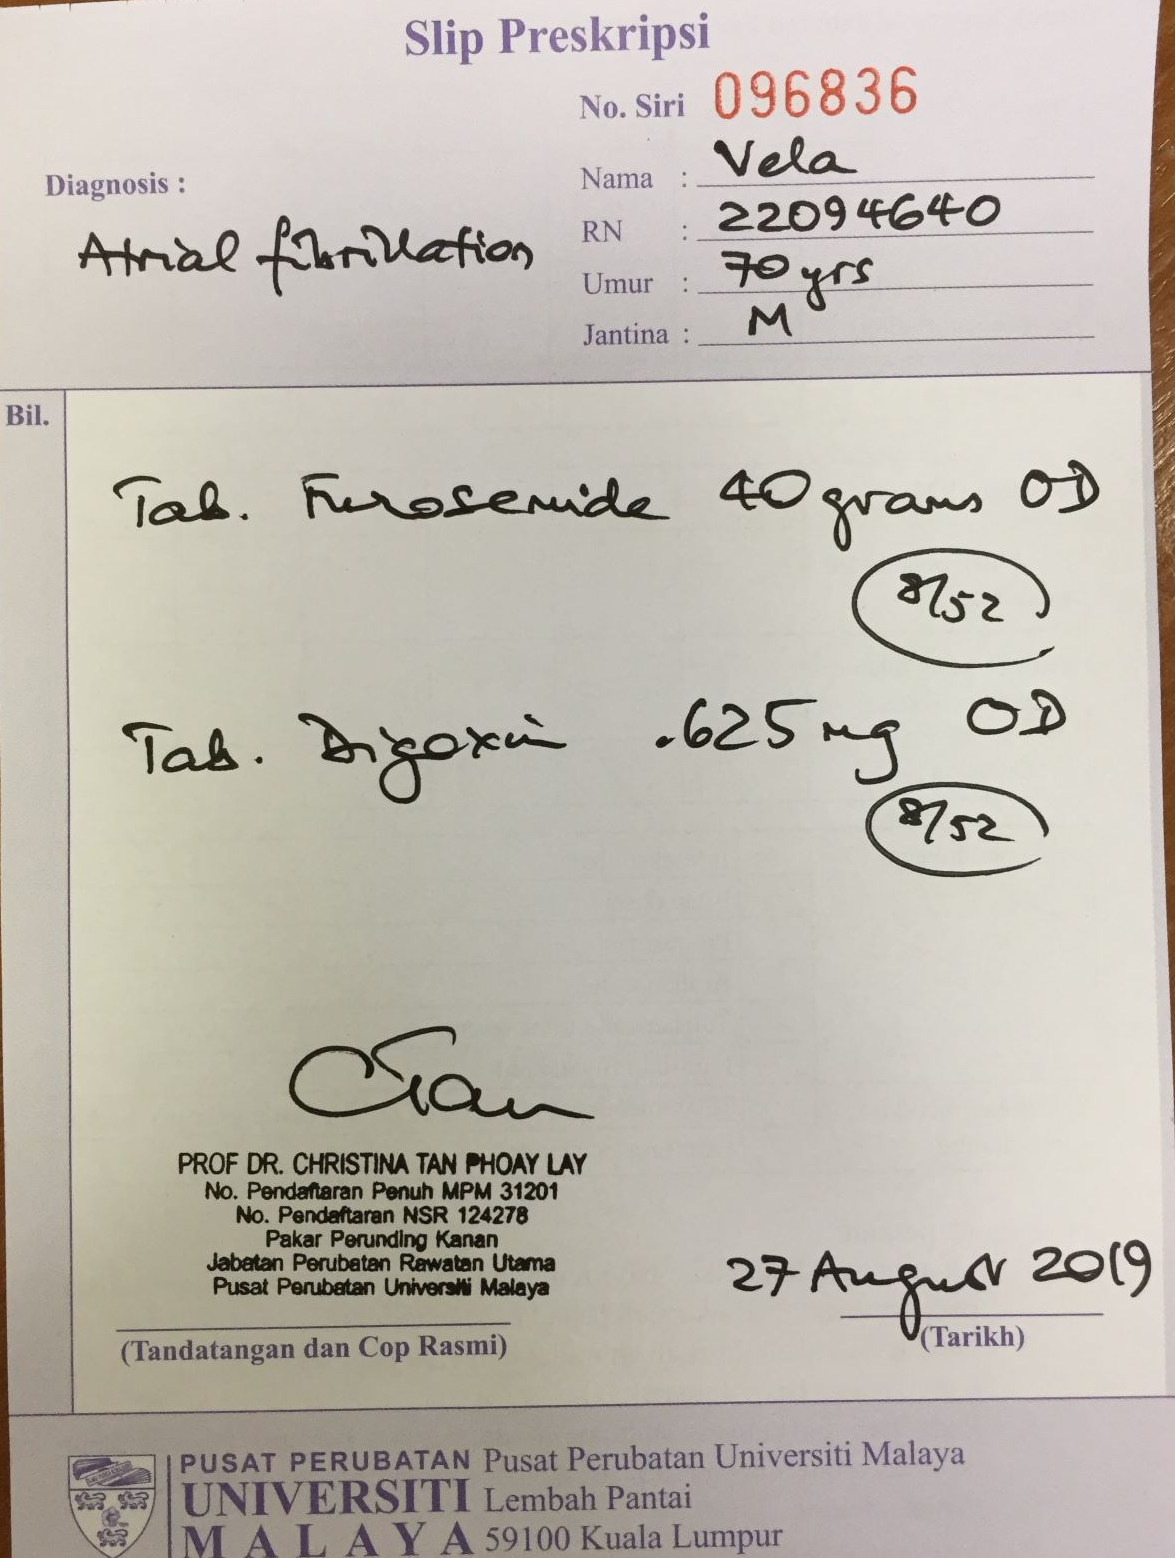 Slip Preskripsi
No. Siri 096836
Nama : Vela
Diagnosis :
RN : 22094640
Atrial fibrillation
Umur : 70 yrs
Jantina : M
Bil.
Tab. Furosemide 40 grams OD
8/52
Tab. Digoxin .625 mg OD
8/52
CTan
PROF DR. CHRISTINA TAN PHOAY LAY
No. Pendaftaran Penuh MPM 31201
No. Pendaftaran NSR 124278
Pakar Perunding Kanan
Jabatan Perubatan Rawatan Utama
Pusat Perubatan Universiti Malaya
27 August 2019
(Tandatangan dan Cop Rasmi)
(Tarikh)
PUSAT PERUBATAN
UNIVERSITI
MALAYA
Pusat Perubatan Universiti Malaya
Lembah Pantai
59100 Kuala Lumpur